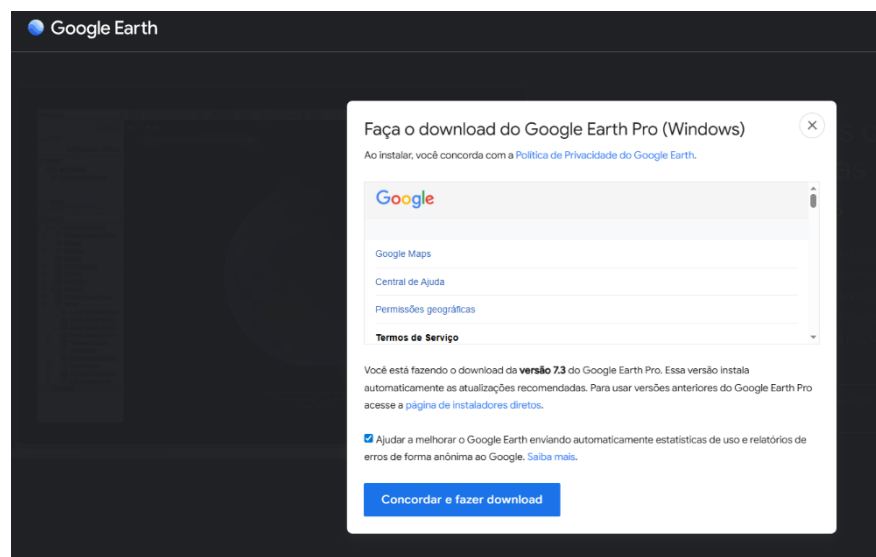 Google Earth
Faça o download do Google Earth Pro (Windows)
Ao instalar, você concorda com a Política de Privacidade do Google Earth.
Google
Google Maps
Central de Ajuda
Permissões geográficas
Termos de Serviço
Você está fazendo o download da versão 7.3 do Google Earth Pro. Essa versão instala
automaticamente as atualizações recomendadas. Para usar versões anteriores do Google Earth Pro
acesse a página de instaladores diretos.
Ajudar a melhorar o Google Earth enviando automaticamente estatísticas de uso e relatórios de
erros de forma anônima ao Google. Saiba mais.
Concordar e fazer download